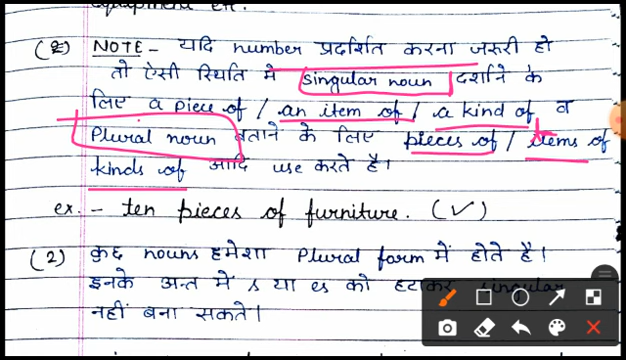 equipment etc.
(2) NOTE - यदि number प्रदर्शित करना जरूरी हो
तो ऐसी स्थिति में singular noun दर्शाने के
लिए a piece of / an item of / a kind of व
Plural noun बताने के लिए pieces of / items of
kinds of आदि use करते है।
ex. - ten pieces of furniture. (✓)
(2) कुछ nouns हमेशा Plural form में होते है।
इनके अन्त में s या es को हटाकर singular
नहीं बना सकते।